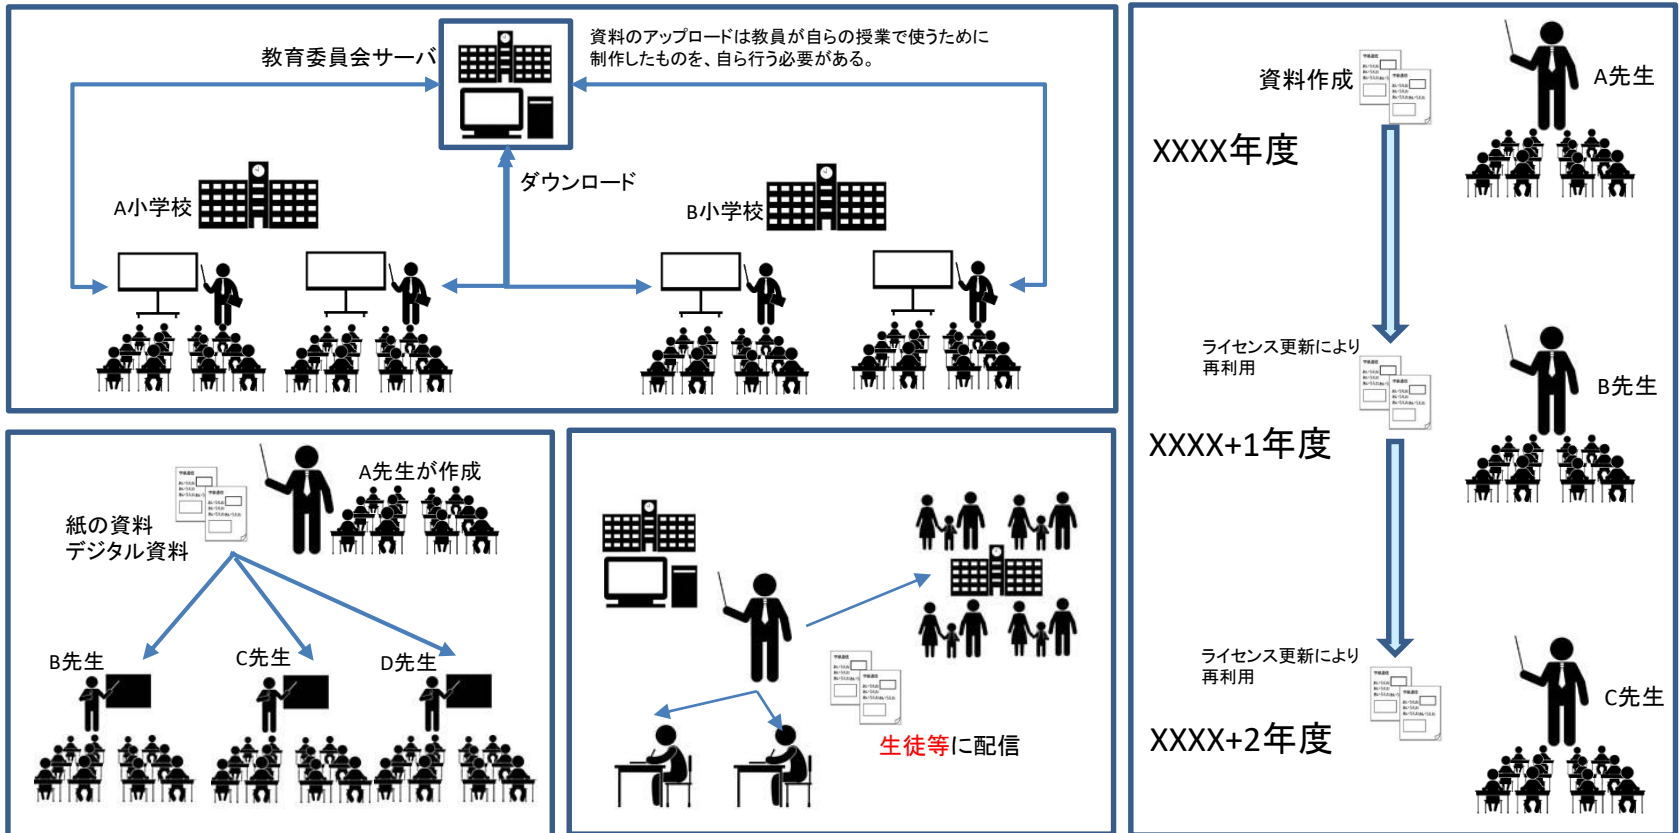 教育委員会サーバ
資料のアップロードは教員が自らの授業で使うために
制作したものを、自ら行う必要がある。
ダウンロード
A小学校
B小学校
A先生が作成
紙の資料
デジタル資料
B先生
C先生
D先生
生徒等に配信
資料作成
A先生
XXXX年度
ライセンス更新により
再利用
B先生
XXXX+1年度
ライセンス更新により
再利用
C先生
XXXX+2年度